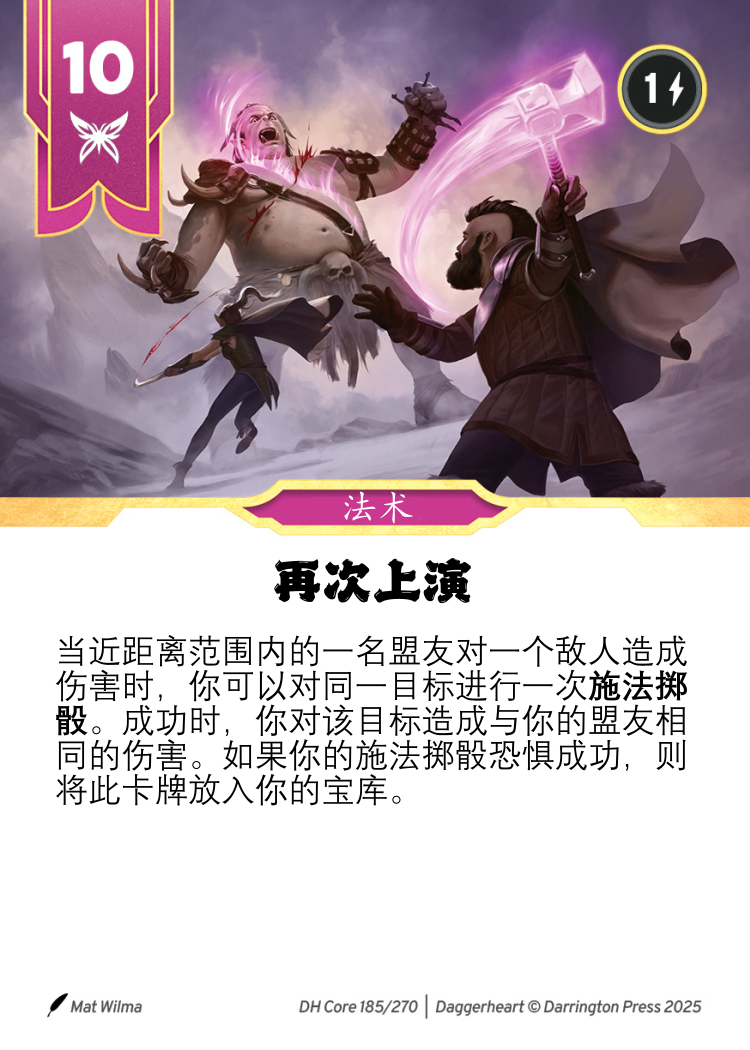 10
1
法术
再次上演
当近距离范围内的一名盟友对一个敌人造成
伤害时，你可以对同一目标进行一次施法掷
骰。成功时，你对该目标造成与你的盟友相
同的伤害。如果你的施法掷骰恐惧成功，则
将此卡牌放入你的宝库。
Mat Wilma
DH Core 185/270 | Daggerheart © Darrington Press 2025